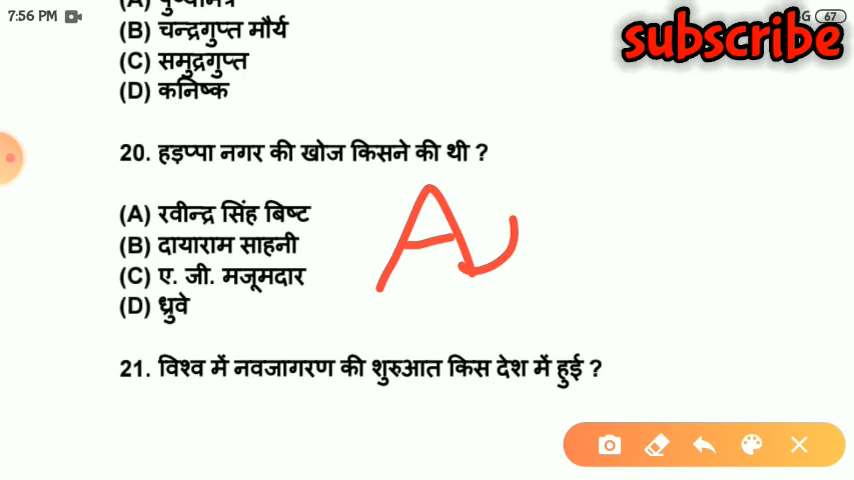 7:56 PM G 67
subscribe
(B) चन्द्रगुप्त मौर्य
(C) समुद्रगुप्त
(D) कनिष्क
20. हड़प्पा नगर की खोज किसने की थी ?
(A) रवीन्द्र सिंह बिष्ट
(B) दायाराम साहनी
(C) ए. जी. मजूमदार
(D) ध्रुवे
A
21. विश्व में नवजागरण की शुरुआत किस देश में हुई ?